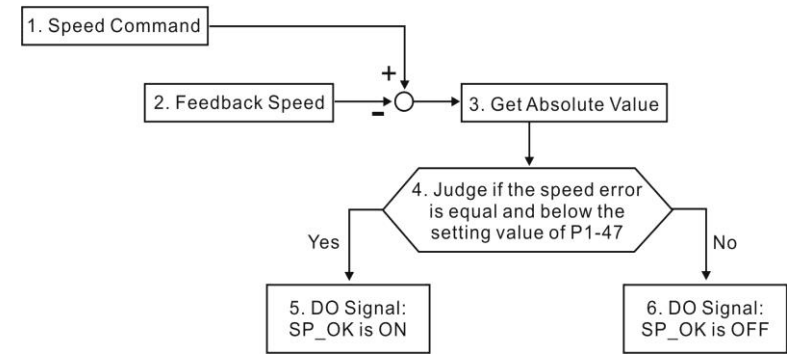 1. Speed Command
+
2. Feedback Speed
-
3. Get Absolute Value
4. Judge if the speed error
is equal and below the
setting value of P1-47
Yes
No
5. DO Signal:
SP_OK is ON
6. DO Signal:
SP_OK is OFF